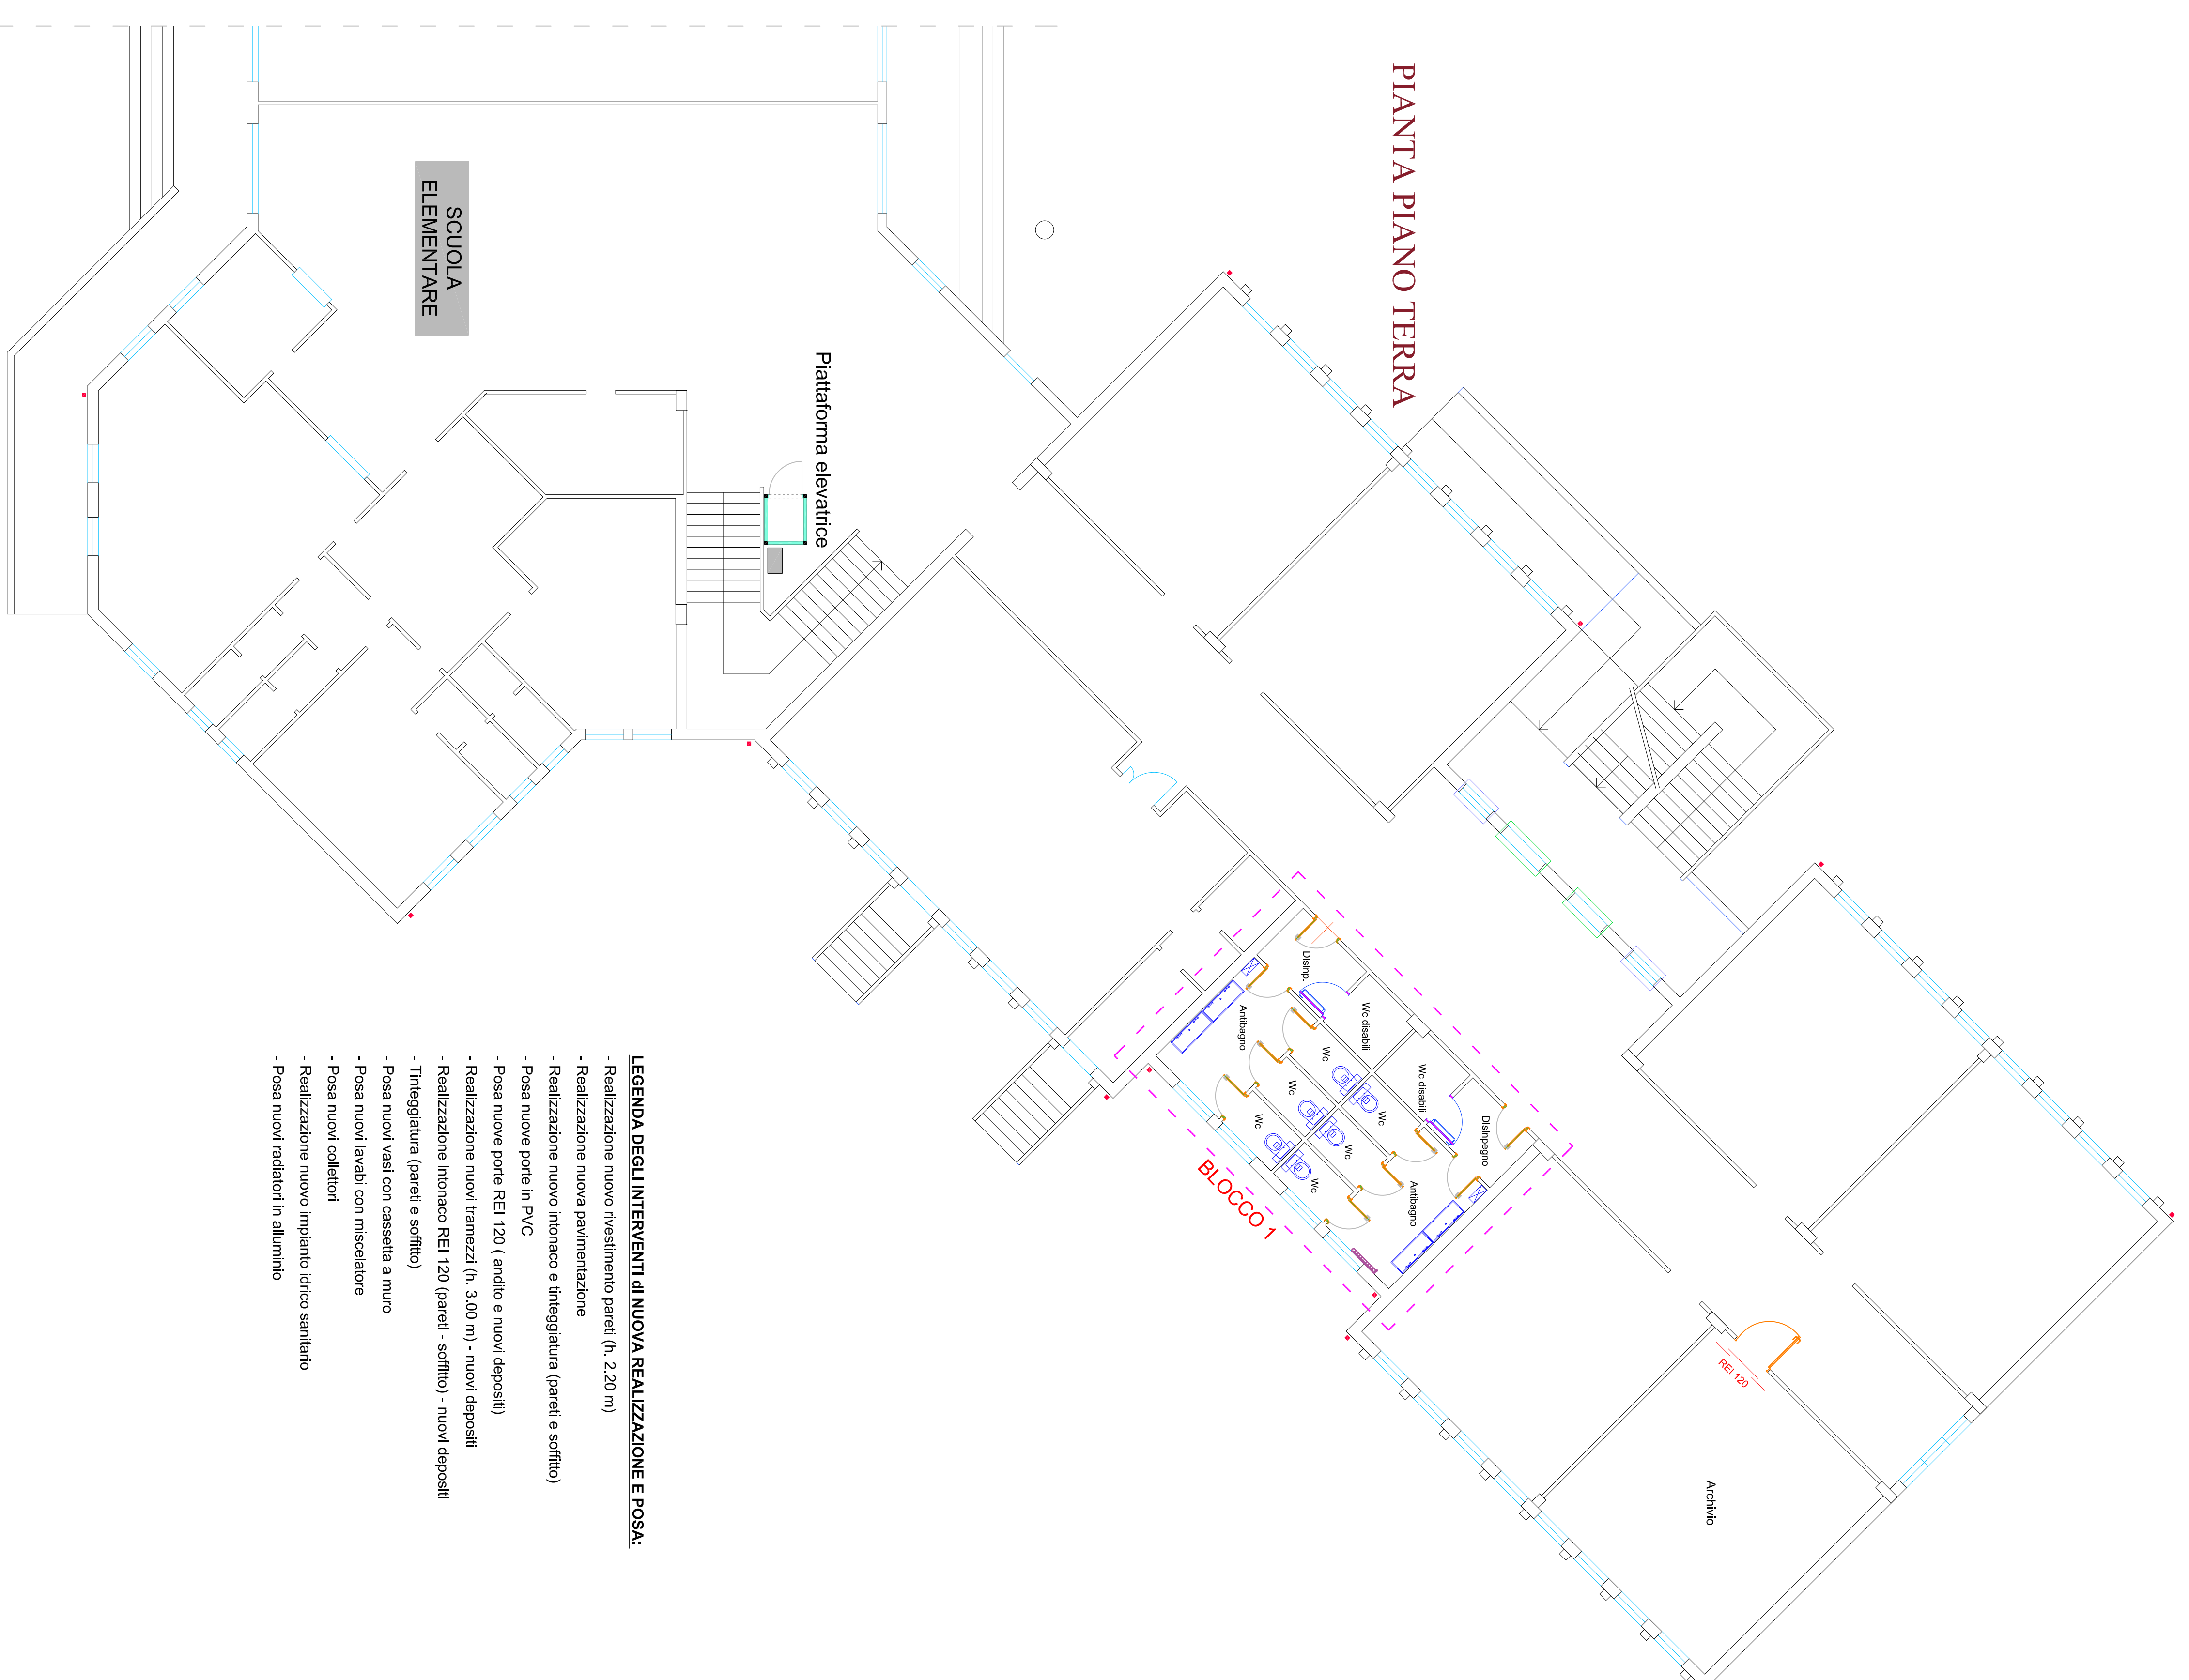 PIANTA PIANO TERRA
SCUOLA
ELEMENTARE
Piattaforma elevatrice
Disinp.
Wc disabili
Wc disabili
Disinpegno
Antibagno
Wc
Wc
Wc
Wc
Wc
Wc
Antibagno
BLOCCO 1
REI 120
Archivio
LEGENDA DEGLI INTERVENTI di NUOVA REALIZZAZIONE E POSA:
- Realizzazione nuovo rivestimento pareti (h. 2.20 m)
- Realizzazione nuova pavimentazione
- Realizzazione nuovo intonaco e tinteggiatura (pareti e soffitto)
- Posa nuove porte in PVC
- Posa nuove porte REI 120 ( andito e nuovi depositi)
- Realizzazione nuovi tramezzi (h. 3.00 m) - nuovi depositi
- Realizzazione intonaco REI 120 (pareti - soffitto) - nuovi depositi
- Tinteggiatura (pareti e soffitto)
- Posa nuovi vasi con cassetta a muro
- Posa nuovi lavabi con miscelatore
- Posa nuovi collettori
- Realizzazione nuovo impianto idrico sanitario
- Posa nuovi radiatori in alluminio